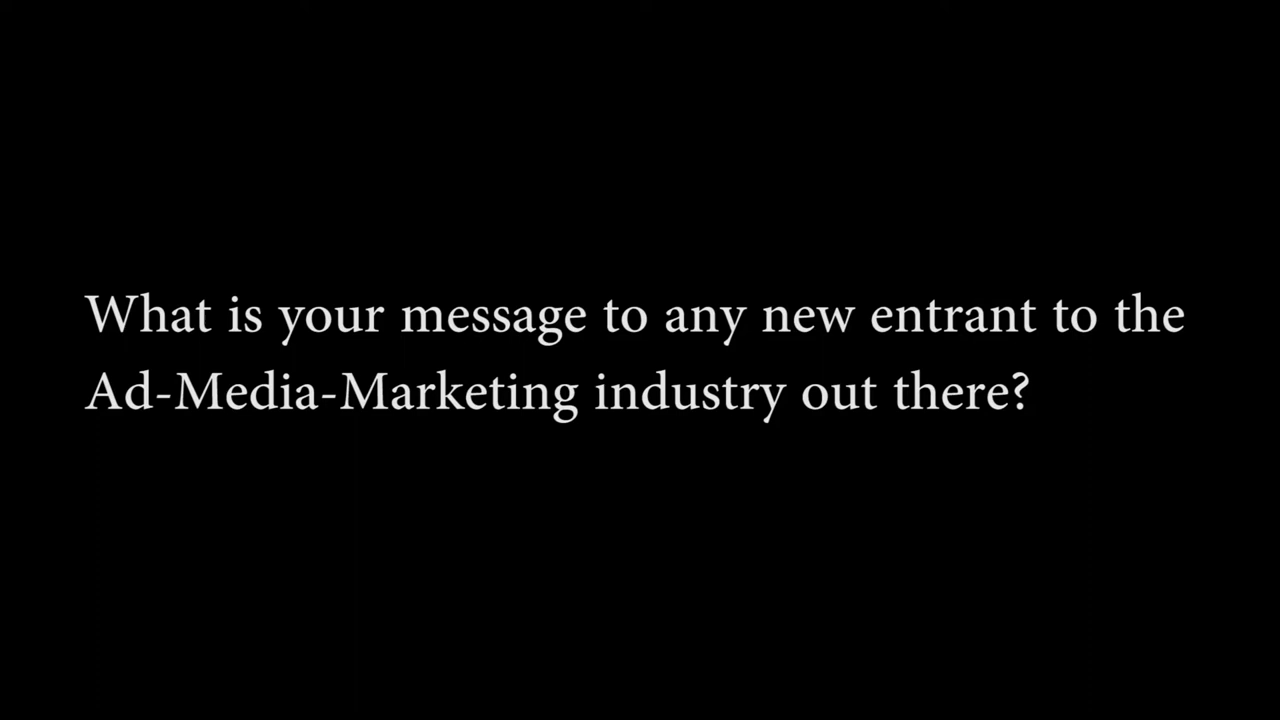 What is your message to any new entrant to the
Ad-Media-Marketing industry out there?